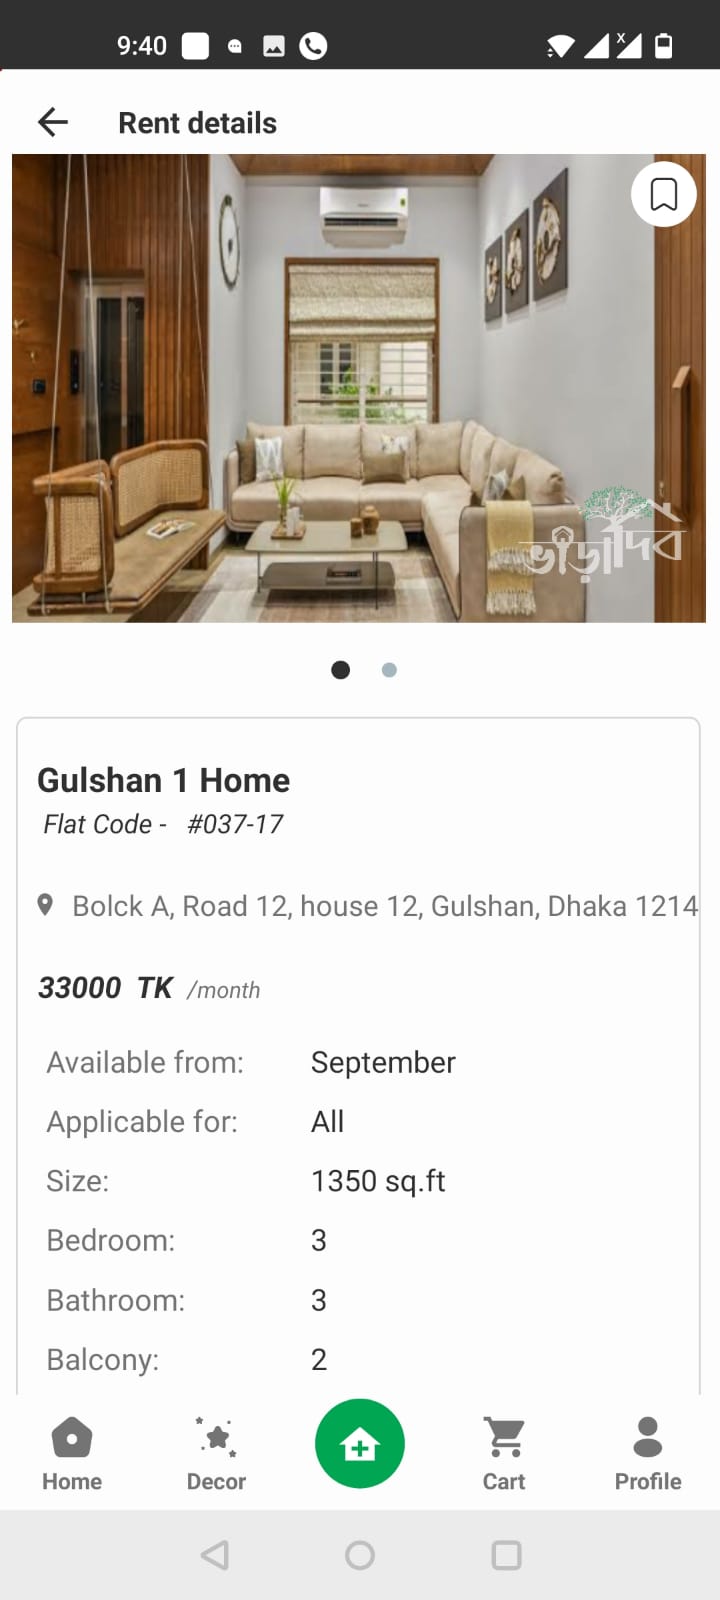 9:40
Rent details
ভাড়াদিব
Gulshan 1 Home
Flat Code - #037-17
Bolck A, Road 12, house 12, Gulshan, Dhaka 1214
33000 TK /month
Available from: September
Applicable for: All
Size: 1350 sq.ft
Bedroom: 3
Bathroom: 3
Balcony: 2
Home Decor Cart Profile